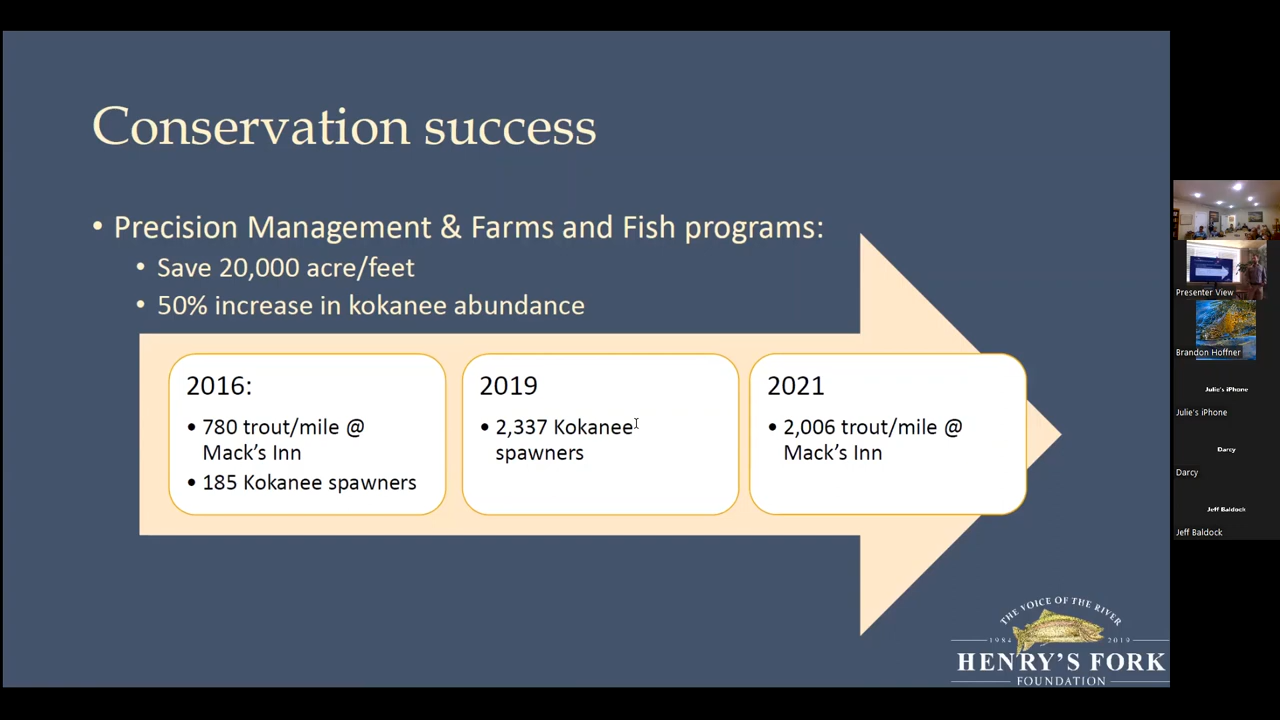 Conservation success
• Precision Management & Farms and Fish programs:
• Save 20,000 acre/feet
• 50% increase in kokanee abundance
2016:
• 780 trout/mile @
Mack's Inn
• 185 Kokanee spawners
2019
• 2,337 Kokanee
spawners
2021
• 2,006 trout/mile @
Mack's Inn
THE VOICE OF THE RIVER
1984 2019
HENRY'S FORK
FOUNDATION
Presenter View
Brandon Hoffner
Julie's iPhone
Julie's iPhone
Darcy
Darcy
Jeff Baldock
Jeff Baldock